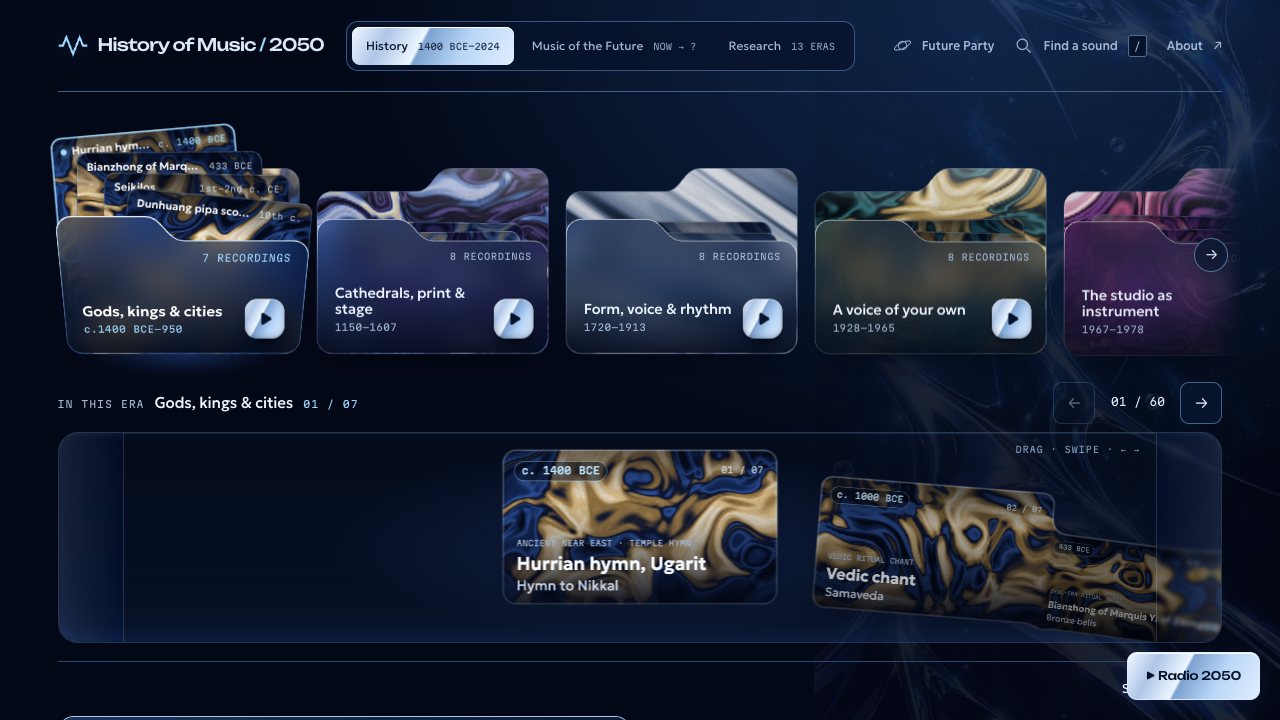 History of Music / 2050
History 1400 BCE—2024
Music of the Future NOW → ?
Research 13 ERAS
Future Party
Find a sound /
About ↗
Hurrian hym... c. 1400 BCE
Bianzhong of Marq... 433 BCE
Seikilos 1st–2nd c. CE
Dunhuang pipa sco... 10th c.
7 RECORDINGS
Gods, kings & cities
c.1400 BCE–950
8 RECORDINGS
Cathedrals, print &
stage
1150–1607
8 RECORDINGS
Form, voice & rhythm
1720–1913
8 RECORDINGS
A voice of your own
1928–1965
The studio as
instrument
1967–1978
→
IN THIS ERA Gods, kings & cities 01 / 07
← 01 / 60 →
DRAG · SWIPE · ← →
c. 1400 BCE 01 / 07
ANCIENT NEAR EAST · TEMPLE HYMN
Hurrian hymn, Ugarit
Hymn to Nikkal
c. 1000 BCE 02 / 07
VEDIC RITUAL CHANT
Vedic chant
Samaveda
433 BCE
Bianzhong of Marquis Y.
Bronze bells
Radio 2050